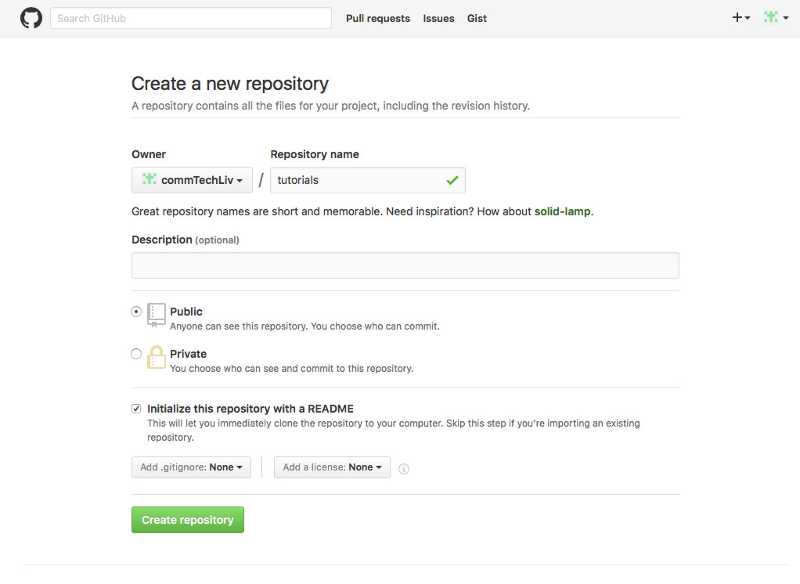 Search GitHub Pull requests Issues Gist
Create a new repository
A repository contains all the files for your project, including the revision history.
Owner Repository name
commTechLiv / tutorials
Great repository names are short and memorable. Need inspiration? How about solid-lamp.
Description (optional)
Public
Anyone can see this repository. You choose who can commit.
Private
You choose who can see and commit to this repository.
Initialize this repository with a README
This will let you immediately clone the repository to your computer. Skip this step if you're importing an existing
repository.
Add .gitignore: None Add a license: None
Create repository